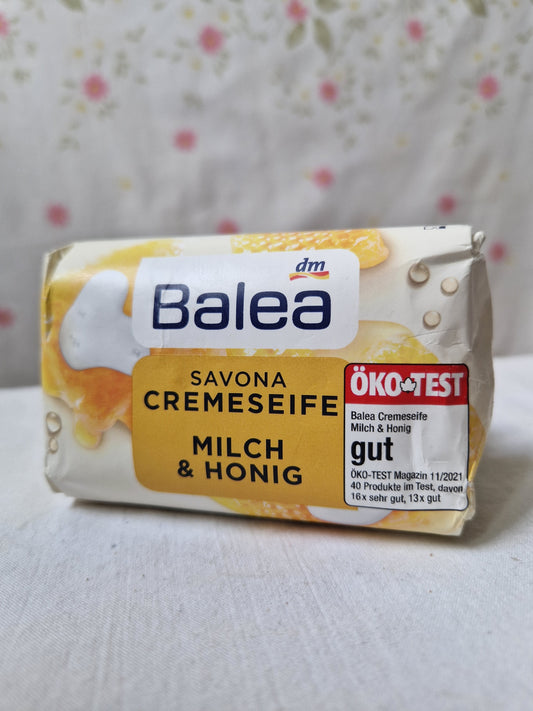 dm
Balea
SAVONA
CREMESEIFE
MILCH
& HONIG
ÖKO-TEST
Balea Cremeseife
Milch & Honig
gut
ÖKO-TEST Magazin 11/2021
40 Produkte im Test, davon
16x sehr gut, 13x gut